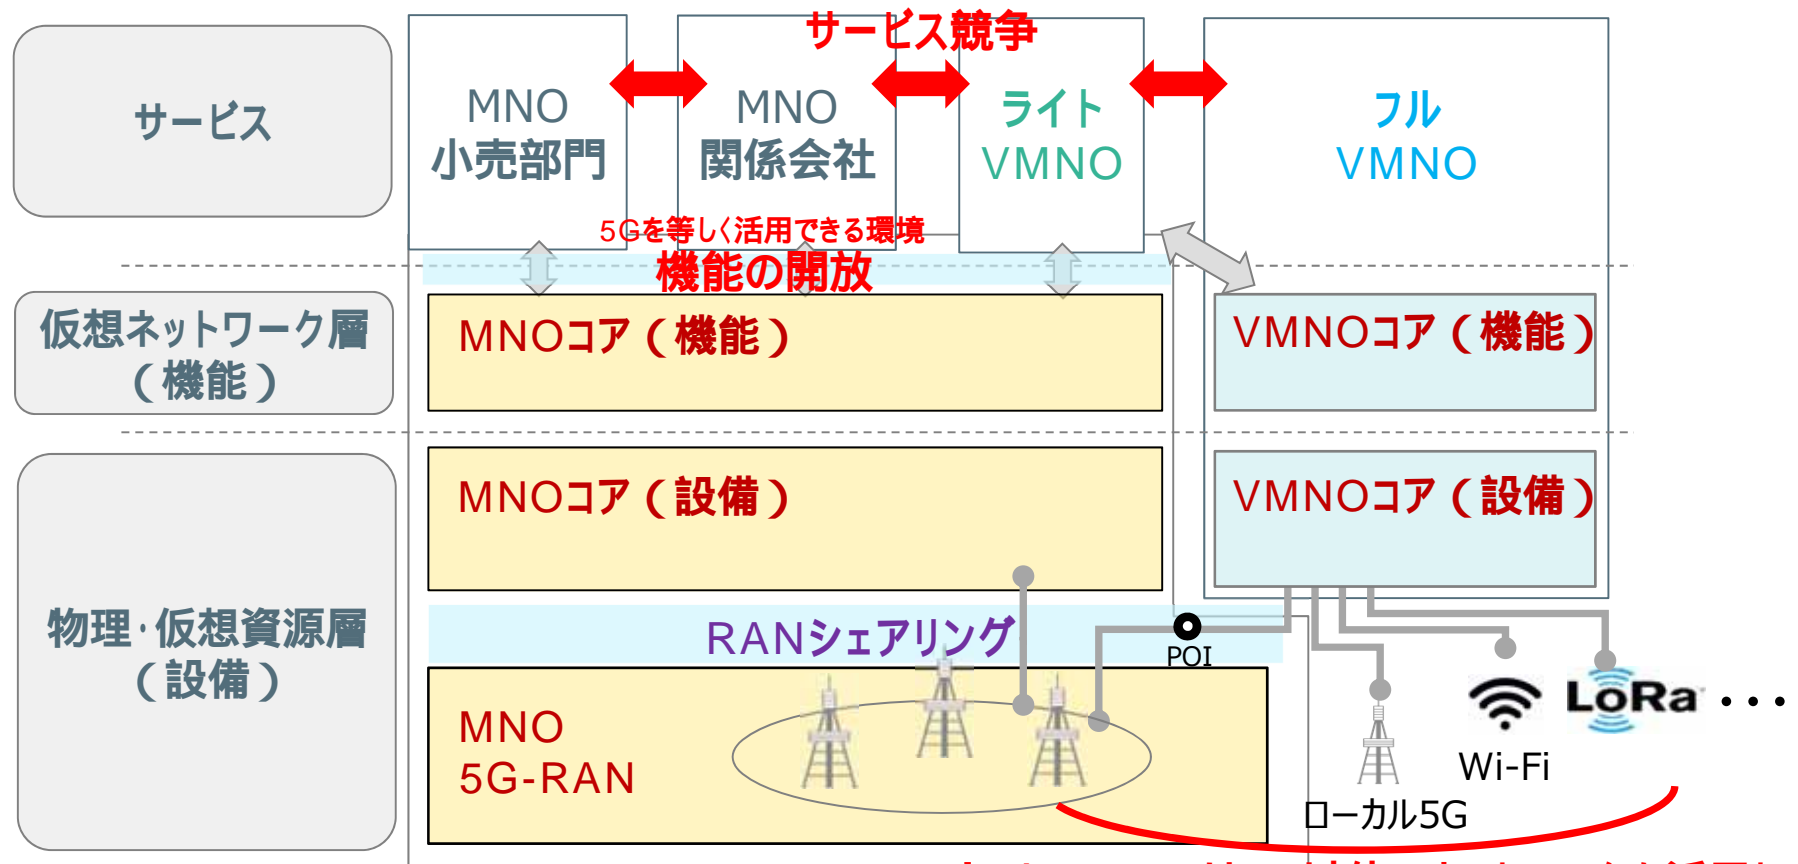 サービス競争
サービス
MNO
小売部門
MNO
関係会社
ライト
VMNO
フル
VMNO
5Gを等しく活用できる環境
機能の開放
仮想ネットワーク層
（機能）
MNOコア（機能）
VMNOコア（機能）
MNOコア（設備）
VMNOコア（設備）
物理・仮想資源層
（設備）
RANシェアリング
POI
MNO
5G-RAN
LoRa
・・・
Wi-Fi
ローカル5G